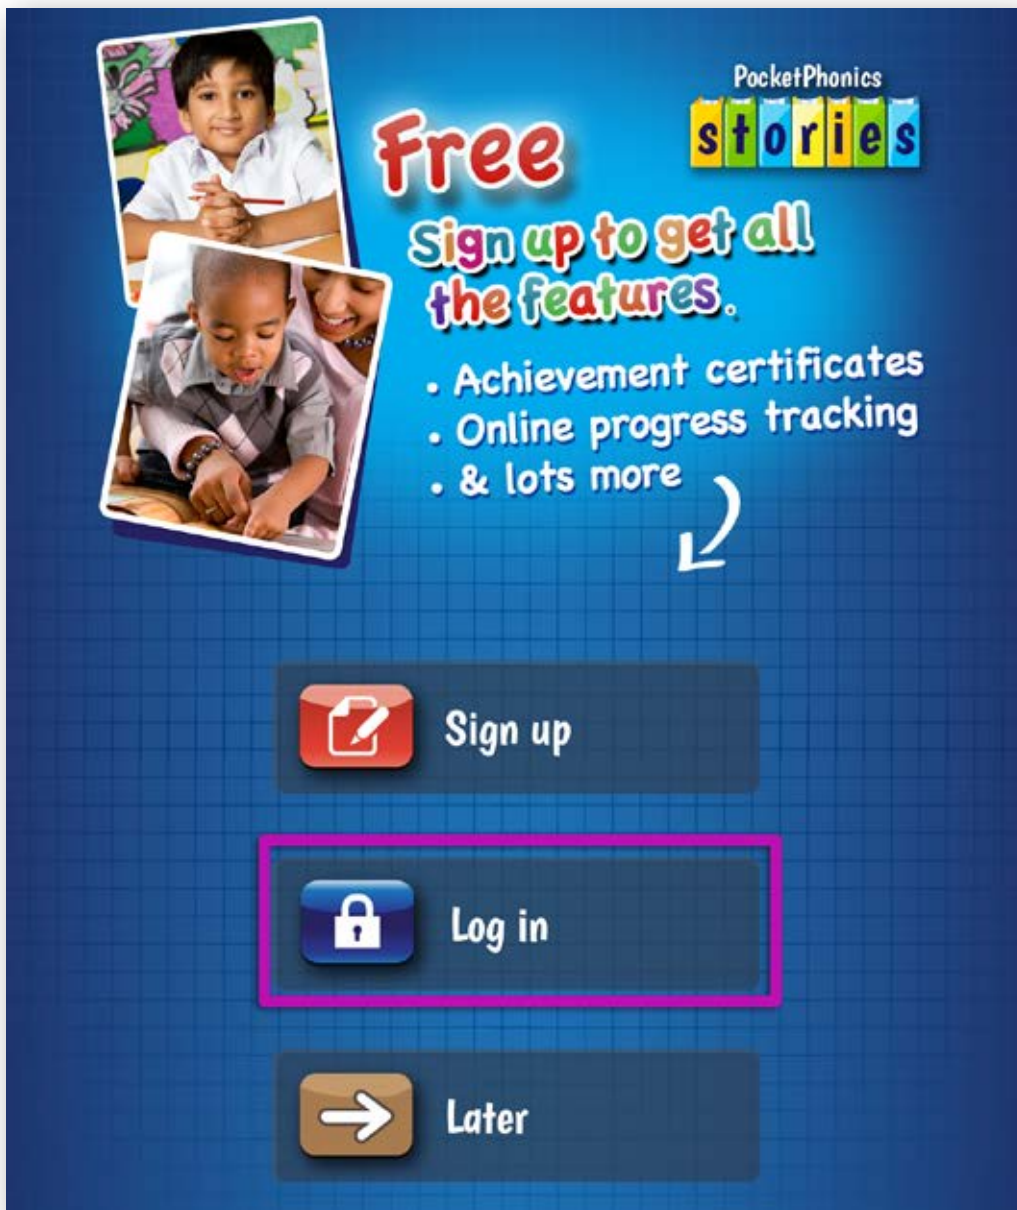 PocketPhonics
stories
Free
Sign up to get all
the features.
• Achievement certificates
• Online progress tracking
• & lots more
Sign up
Log in
Later